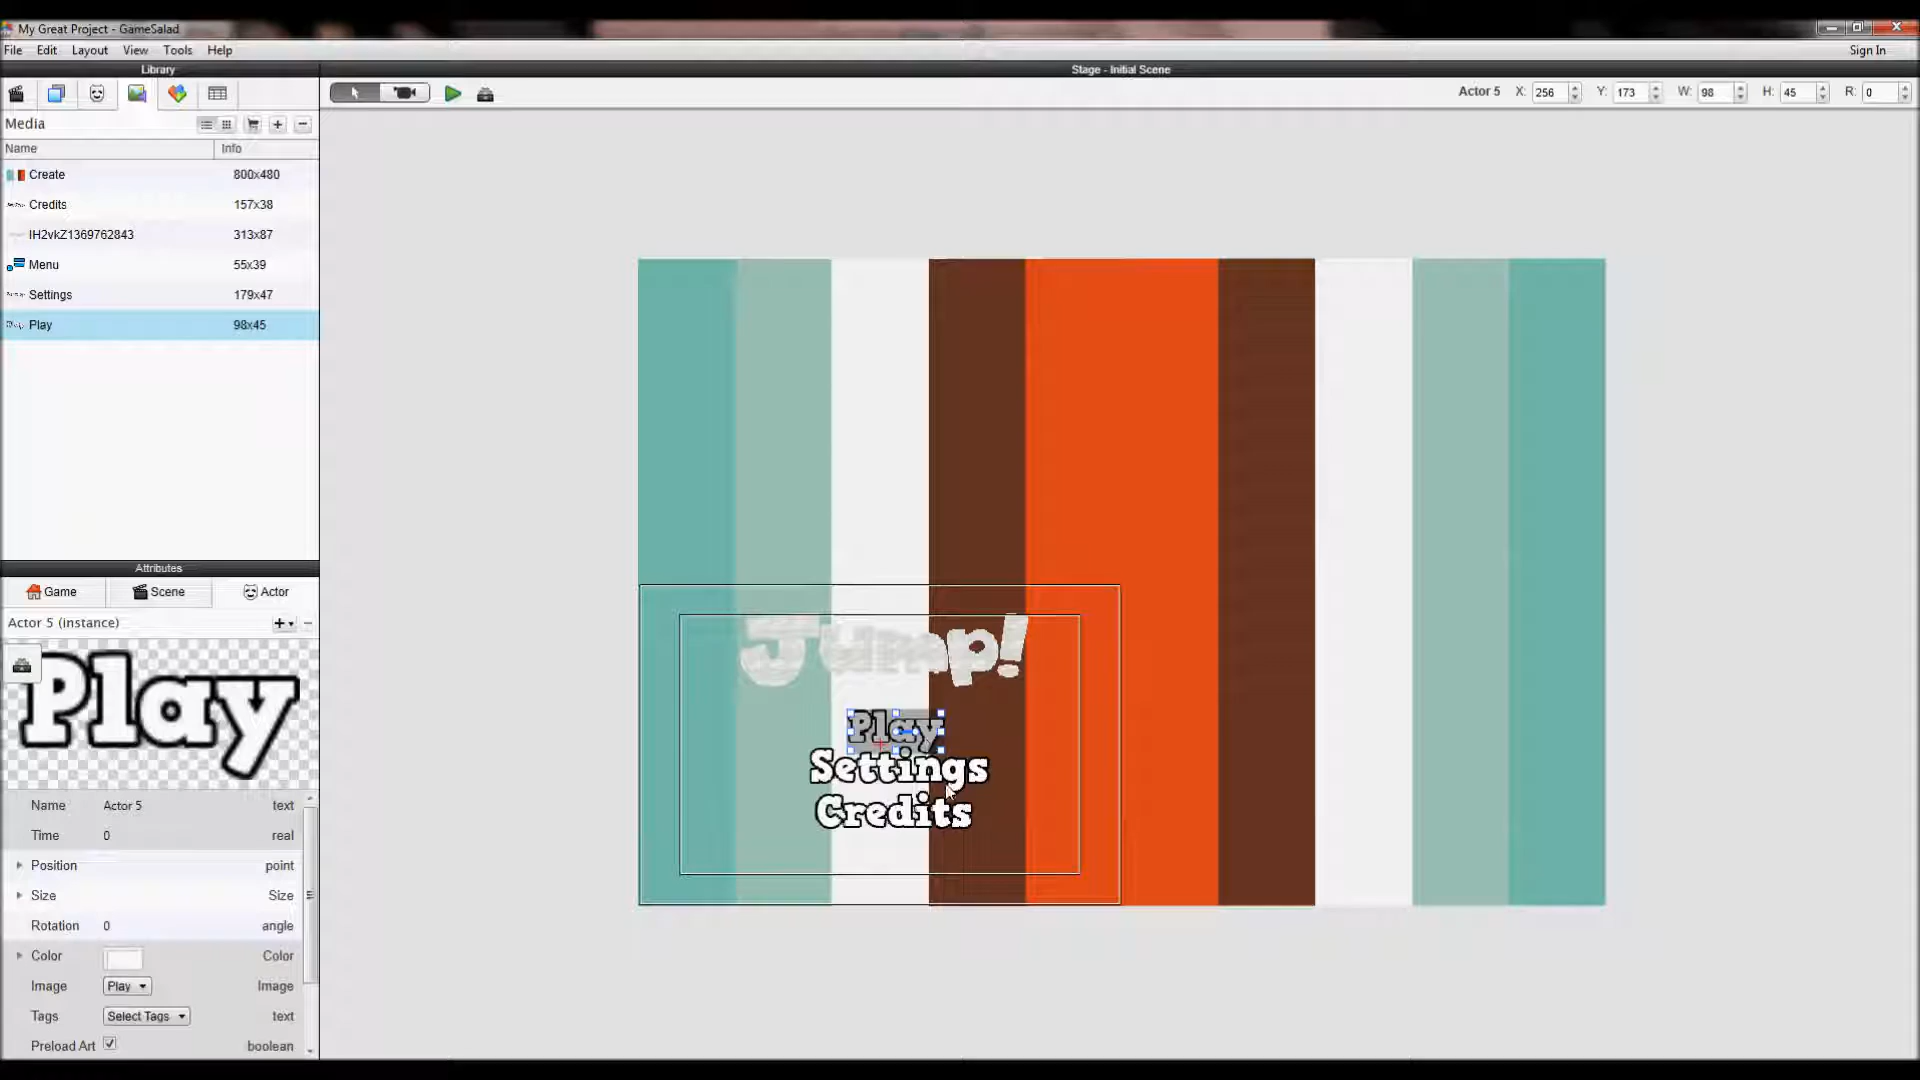 My Great Project - GameSalad
File Edit Layout View Tools Help
Sign In
Library
Stage - Initial Scene
Actor 5 X: 256 Y: 173 W: 98 H: 45 R: 0
Media
Name Info
Create 800x480
Credits 157x38
IH2vkZ1369762843 313x87
Menu 55x39
Settings 179x47
Play 98x45
Jump!
Play
Settings
Credits
Attributes
Game Scene Actor
Actor 5 (instance)
Play
Name Actor 5 text
Time 0 real
Position point
Size Size
Rotation 0 angle
Color Color
Image Play Image
Tags Select Tags text
Preload Art boolean